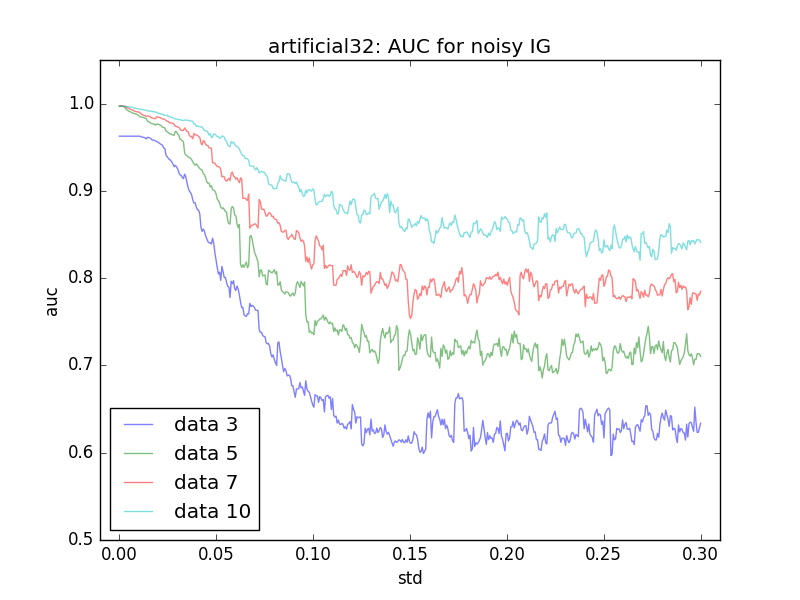 artificial32: AUC for noisy IG
1.0
0.9
0.8
0.7
0.6
0.5
auc
data 3
data 5
data 7
data 10
0.00 0.05 0.10 0.15 0.20 0.25 0.30
std